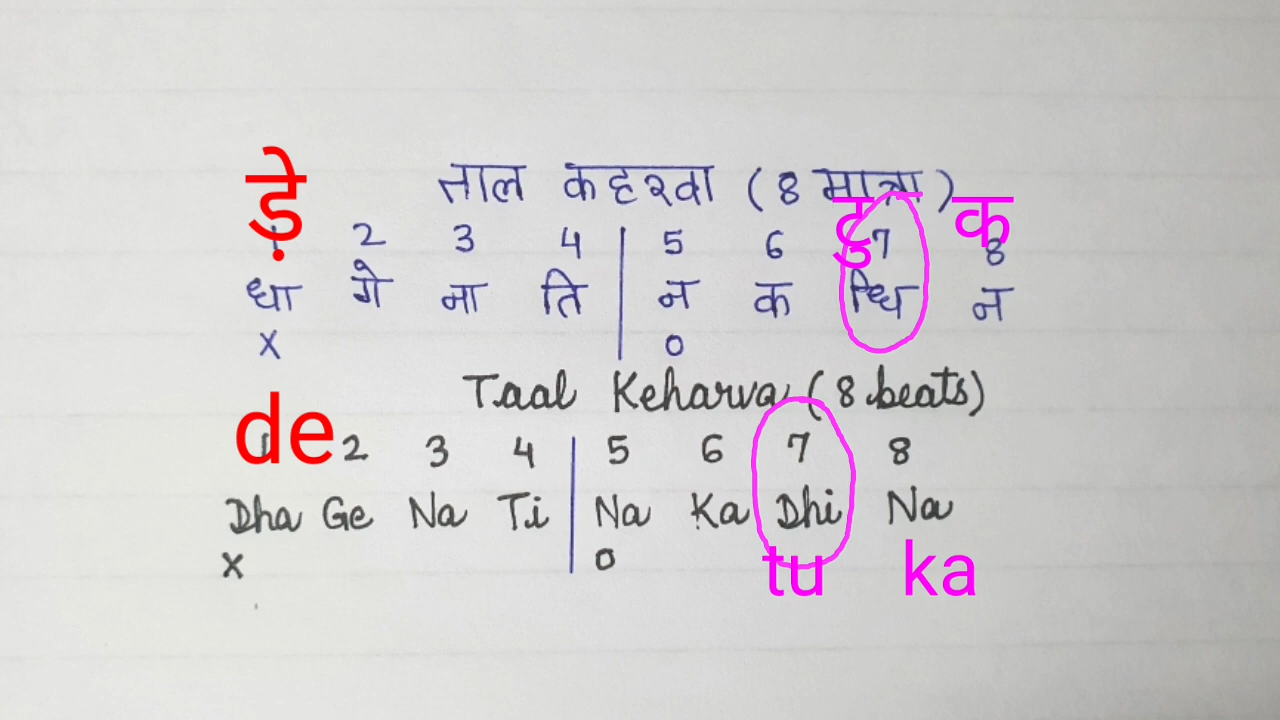 ताल कहरवा (8 मात्रा)
ड़े टु क
1 2 3 4 | 5 6 7 8
धा गे ना ति | न क धि न
X 0
Taal Keharva (8 beats)
de
1 2 3 4 | 5 6 7 8
Dha Ge Na Ti | Na Ka Dhi Na
X 0
tu ka